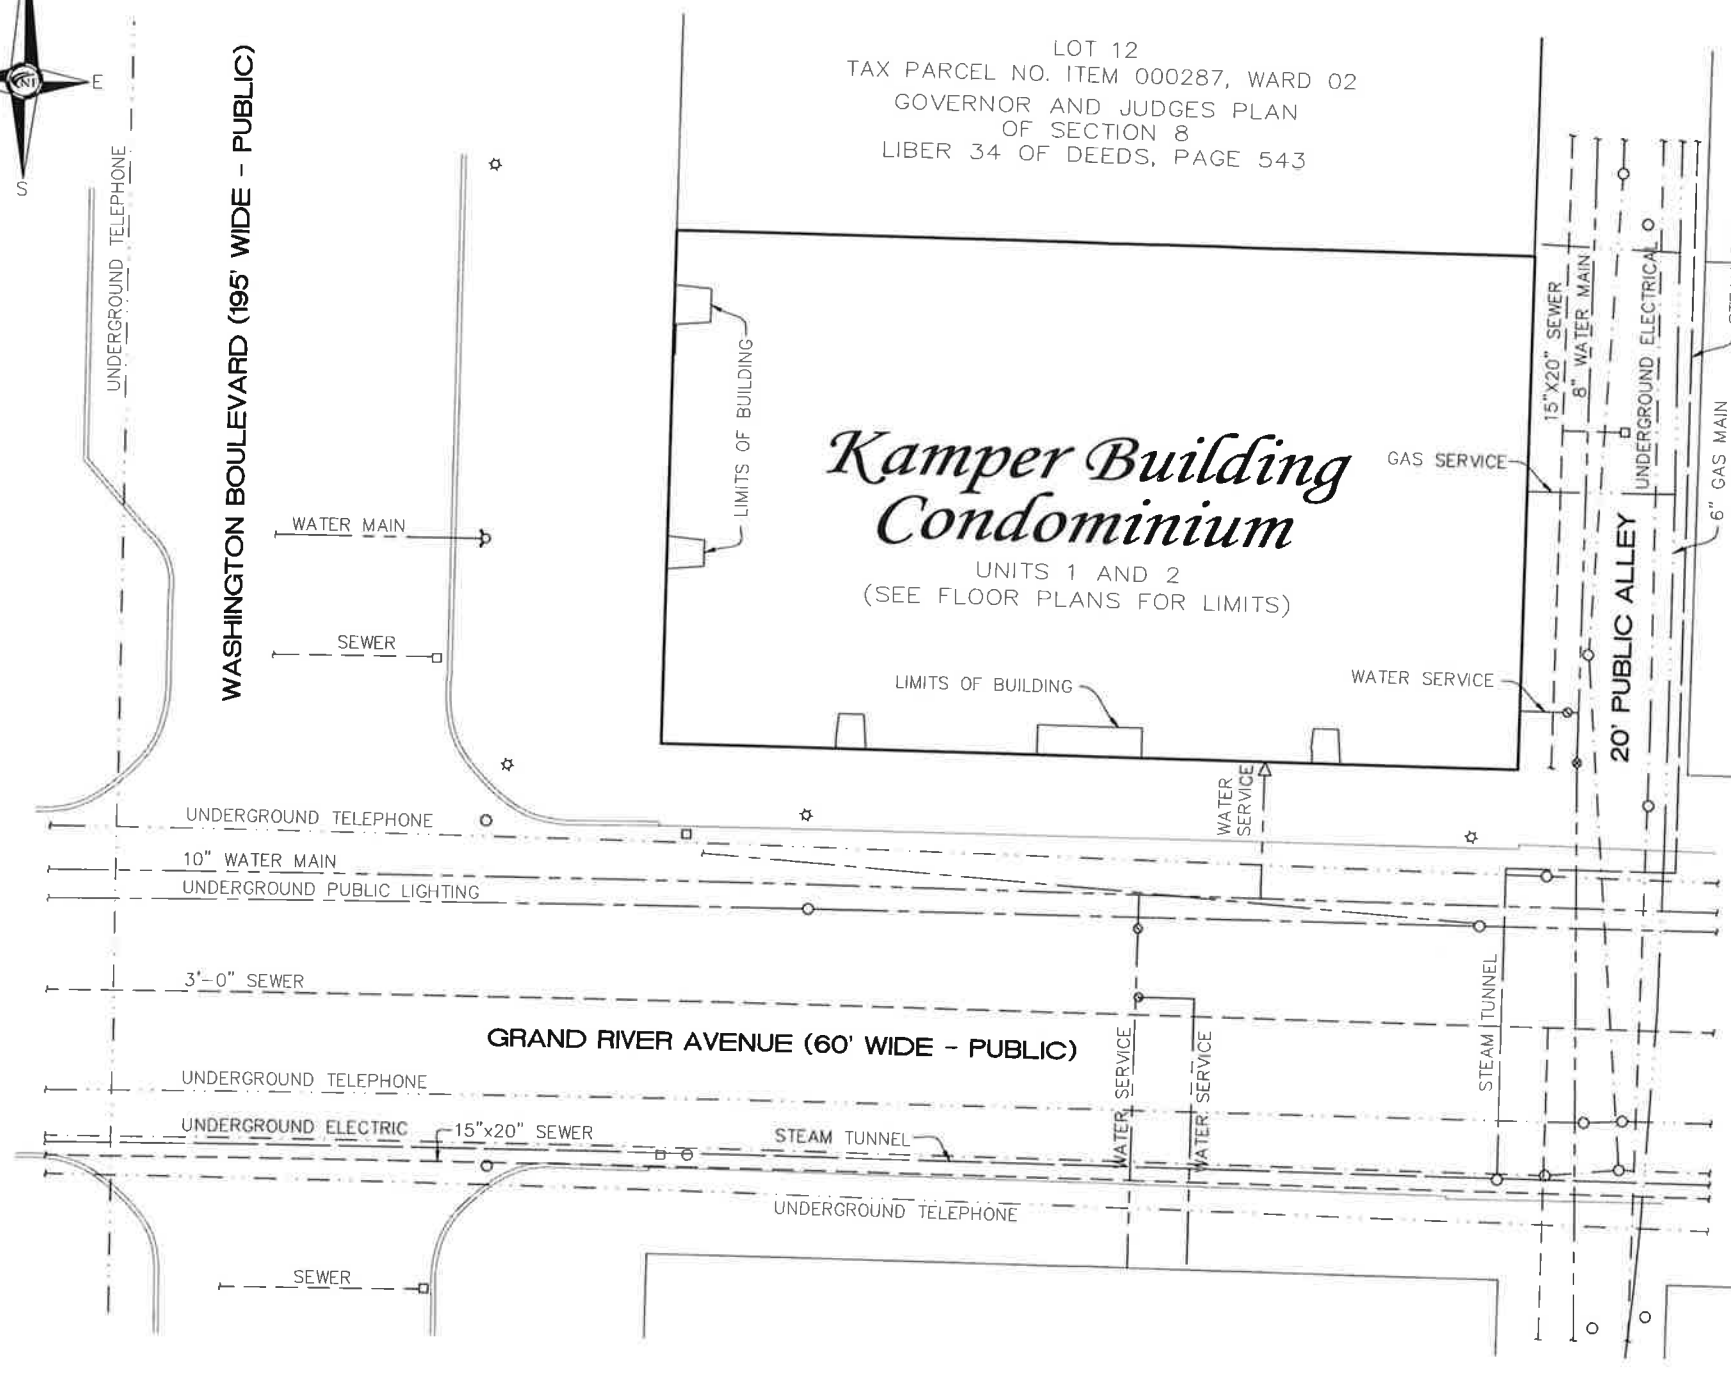 E
S
LOT 12
TAX PARCEL NO. ITEM 000287, WARD 02
GOVERNOR AND JUDGES PLAN
OF SECTION 8
LIBER 34 OF DEEDS, PAGE 543
UNDERGROUND TELEPHONE
WASHINGTON BOULEVARD (195' WIDE - PUBLIC)
LIMITS OF BUILDING
Kamper Building
Condominium
UNITS 1 AND 2
(SEE FLOOR PLANS FOR LIMITS)
GAS SERVICE
15"X20" SEWER
8" WATER MAIN
UNDERGROUND ELECTRICAL
6" GAS MAIN
20' PUBLIC ALLEY
WATER MAIN
SEWER
LIMITS OF BUILDING
WATER SERVICE
WATER
SERVICE
UNDERGROUND TELEPHONE
10" WATER MAIN
UNDERGROUND PUBLIC LIGHTING
3'-0" SEWER
GRAND RIVER AVENUE (60' WIDE - PUBLIC)
WATER SERVICE
WATER SERVICE
STEAM TUNNEL
UNDERGROUND TELEPHONE
UNDERGROUND ELECTRIC
15"x20" SEWER
STEAM TUNNEL
UNDERGROUND TELEPHONE
SEWER